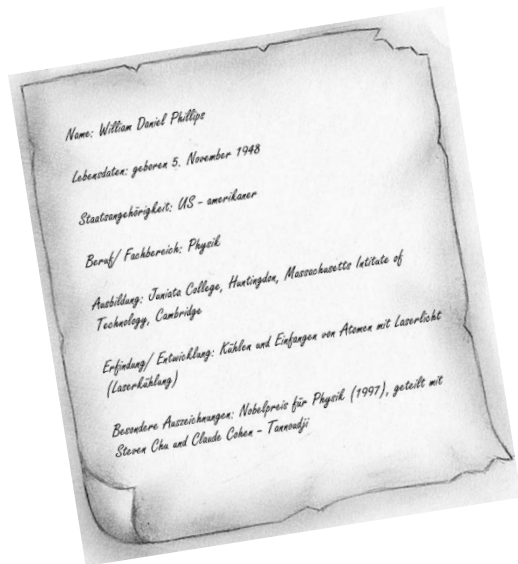 Name: William Daniel Phillips
Lebensdaten: geboren 5. November 1948
Staatsangehörigkeit: US - amerikaner
Beruf/ Fachbereich: Physik
Ausbildung: Juniata College, Huntingdon, Massachusetts Intitute of
Technology, Cambridge
Erfindung/ Entwicklung: Kühlen und Einfangen von Atomen mit Laserlicht
(Laserkühlung)
Besondere Auszeichnungen: Nobelpreis für Physik (1997), geteilt mit
Steven Chu und Claude Cohen - Tannoudji